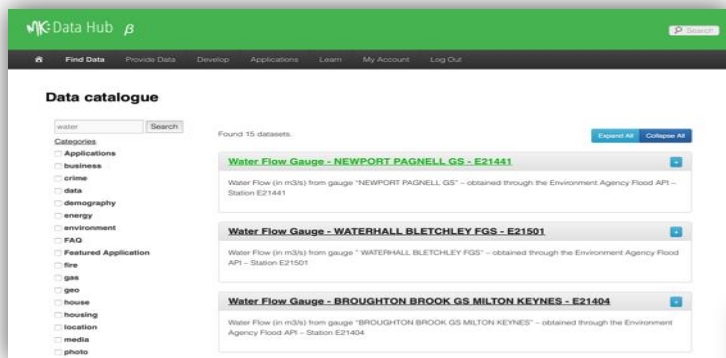 MK:Data Hub β
Search
Find Data Provide Data Develop Applications Learn My Account Log Out
Data catalogue
water Search
Categories
Applications
business
crime
data
demography
energy
environment
FAQ
Featured Application
fire
gas
geo
house
housing
location
media
photo
Found 15 datasets.
Expand All Collapse All
Water Flow Gauge - NEWPORT PAGNELL GS - E21441
+
Water Flow (in m3/s) from gauge "NEWPORT PAGNELL GS" – obtained through the Environment Agency Flood API –
Station E21441
Water Flow Gauge - WATERHALL BLETCHLEY FGS - E21501
+
Water Flow (in m3/s) from gauge " WATERHALL BLETCHLEY FGS" – obtained through the Environment Agency Flood
API – Station E21501
Water Flow Gauge - BROUGHTON BROOK GS MILTON KEYNES - E21404
+
Water Flow (in m3/s) from gauge "BROUGHTON BROOK GS MILTON KEYNES" – obtained through the Environment
Agency Flood API – Station E21404